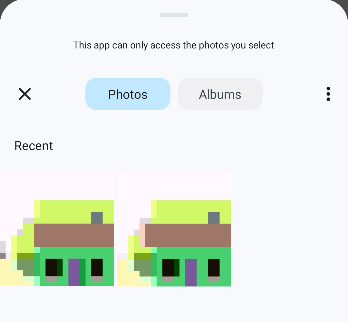 This app can only access the photos you select
Photos
Albums
Recent